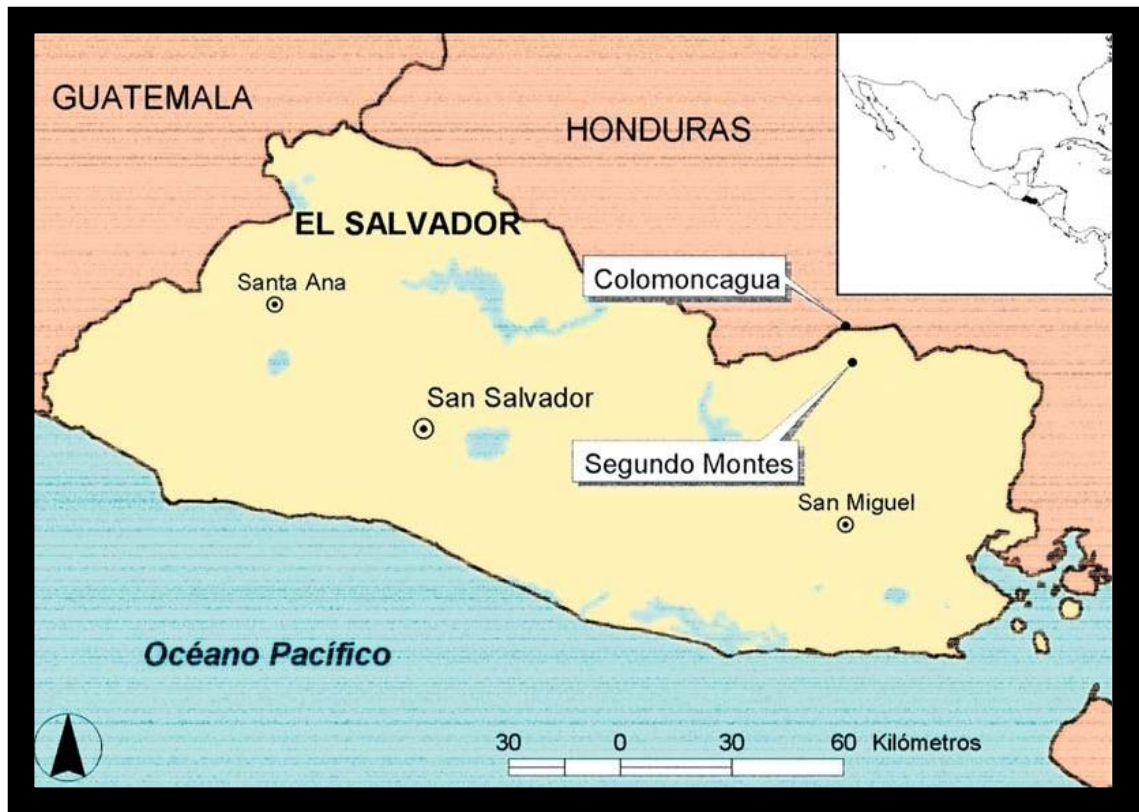 GUATEMALA
HONDURAS
EL SALVADOR
Colomoncagua
Santa Ana
San Salvador
Segundo Montes
San Miguel
Océano Pacífico
30 0 30 60 Kilómetros